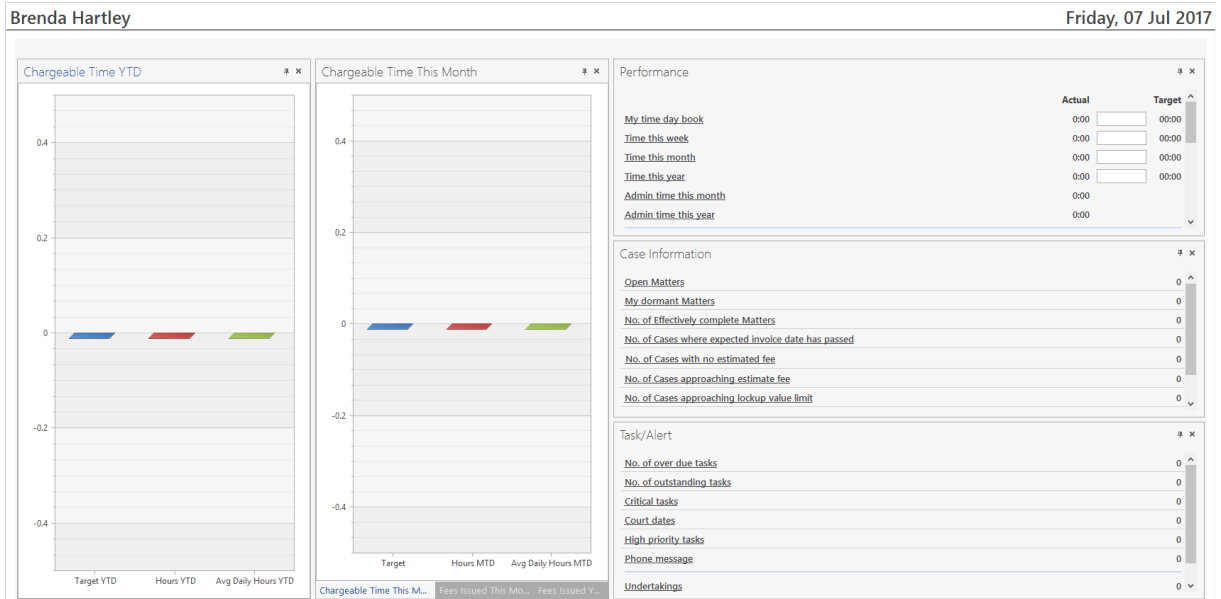 Brenda Hartley
Friday, 07 Jul 2017
Chargeable Time YTD
0.4
0.2
0
-0.2
-0.4
Target YTD Hours YTD Avg Daily Hours YTD
Chargeable Time This Month
0.4
0.2
0
-0.2
-0.4
Target Hours MTD Avg Daily Hours MTD
Chargeable Time This M... Fees Issued This Mo... Fees Issued Y...
Performance
Actual Target
My time day book 0:00 00:00
Time this week 0:00 00:00
Time this month 0:00 00:00
Time this year 0:00 00:00
Admin time this month 0:00
Admin time this year 0:00
Case Information
Open Matters 0
My dormant Matters 0
No. of Effectively complete Matters 0
No. of Cases where expected invoice date has passed 0
No. of Cases with no estimated fee 0
No. of Cases approaching estimate fee 0
No. of Cases approaching lockup value limit 0
Task/Alert
No. of over due tasks 0
No. of outstanding tasks 0
Critical tasks 0
Court dates 0
High priority tasks 0
Phone message 0
Undertakings 0